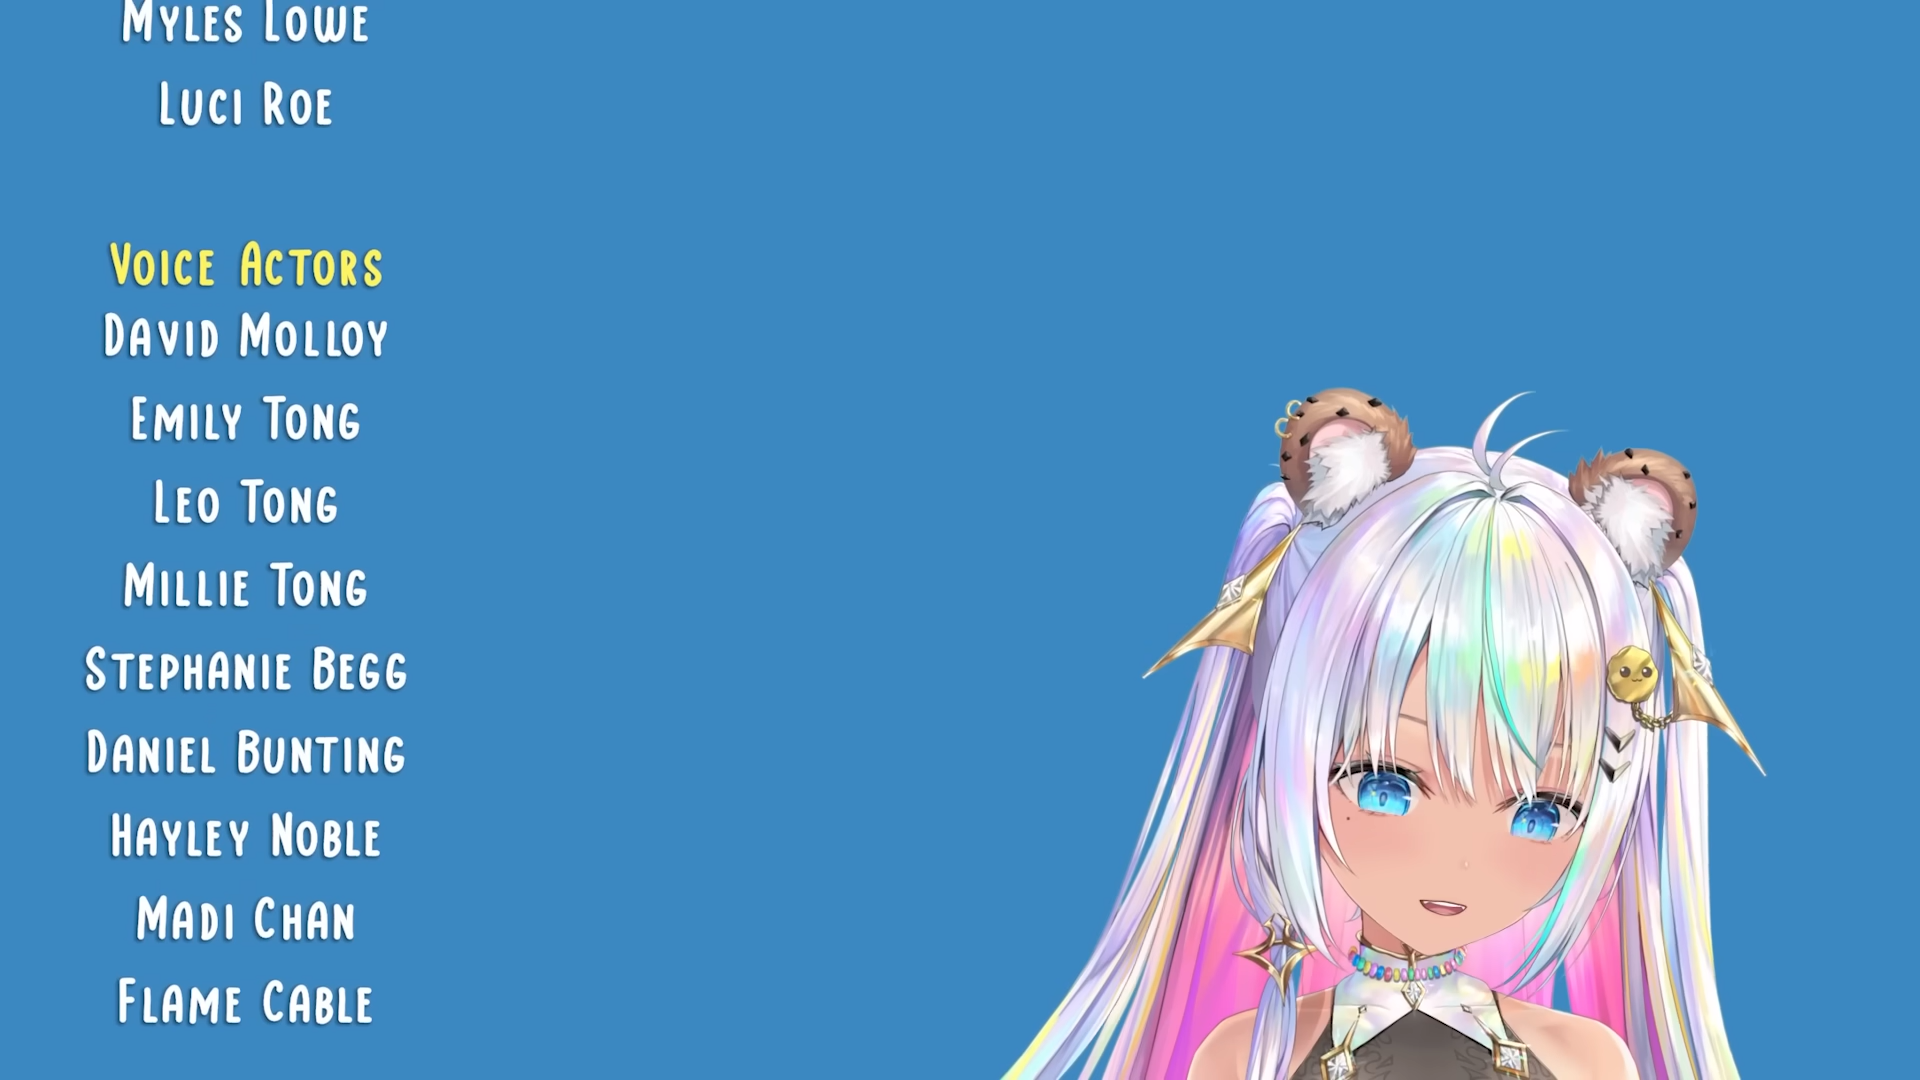 Myles Lowe
Luci Roe
Voice Actors
David Molloy
Emily Tong
Leo Tong
Millie Tong
Stephanie Begg
Daniel Bunting
Hayley Noble
Madi Chan
Flame Cable